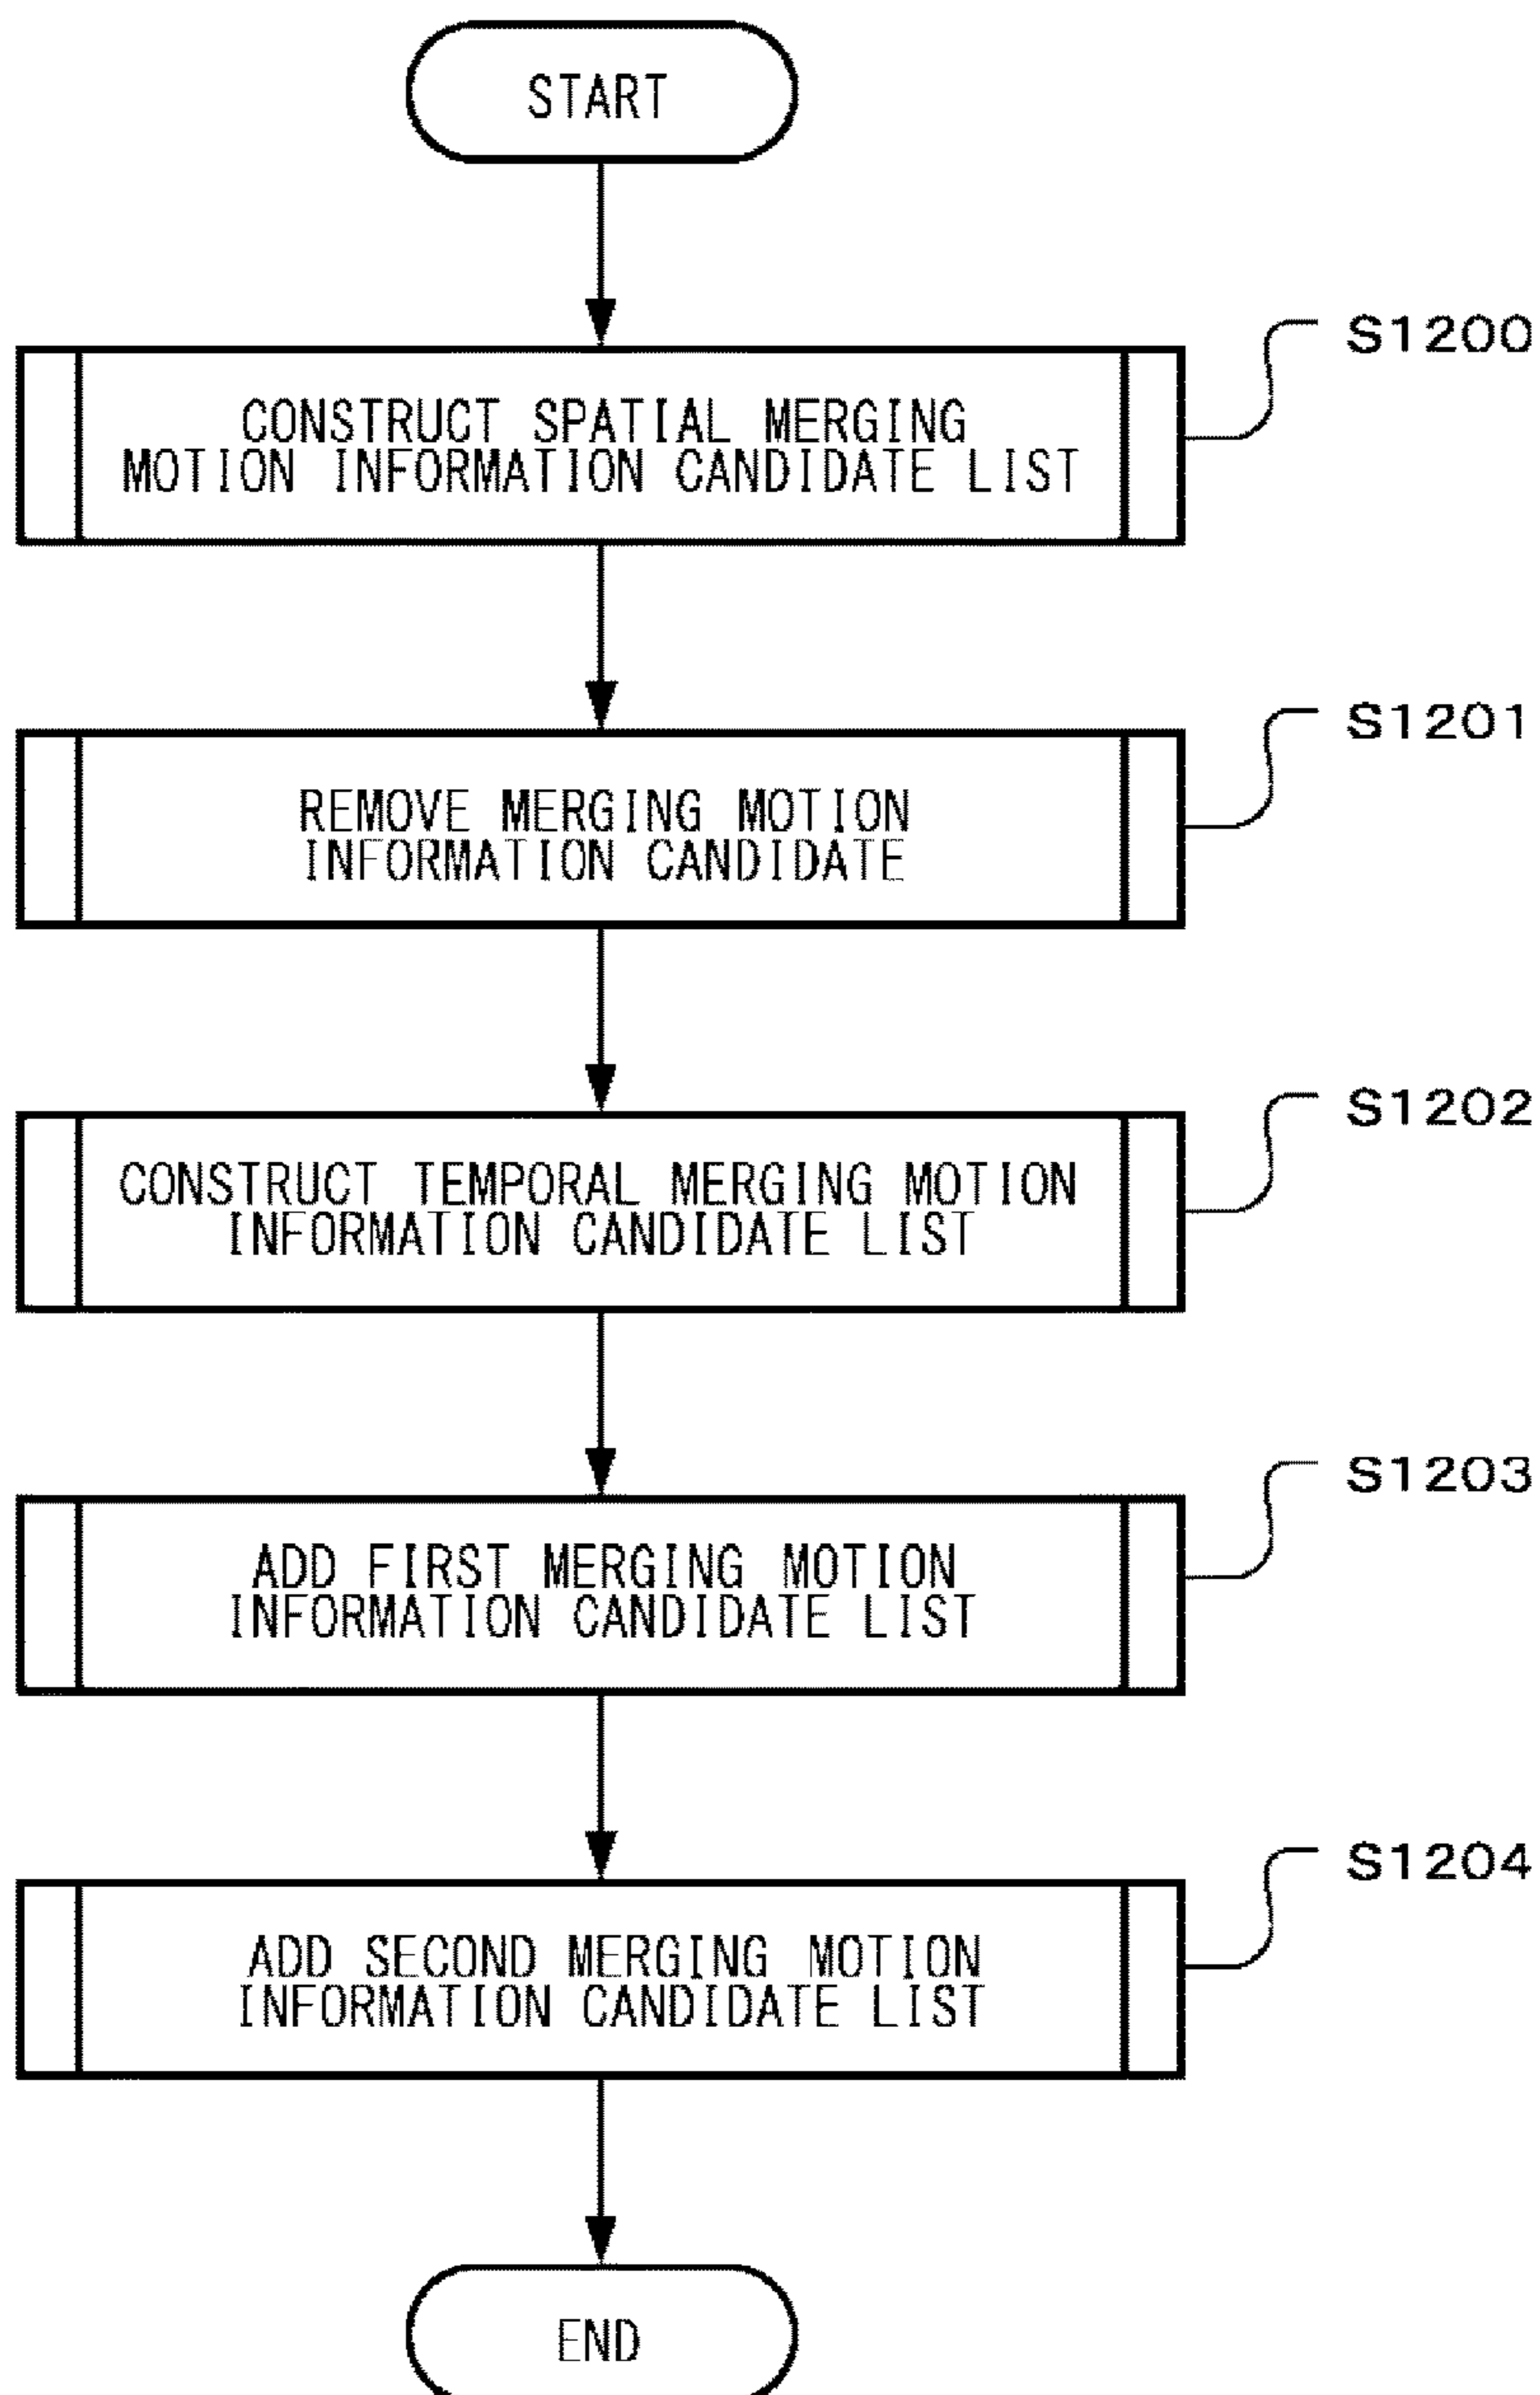 START
S1200
CONSTRUCT SPATIAL MERGING
MOTION INFORMATION CANDIDATE LIST
S1201
REMOVE MERGING MOTION
INFORMATION CANDIDATE
S1202
CONSTRUCT TEMPORAL MERGING MOTION
INFORMATION CANDIDATE LIST
S1203
ADD FIRST MERGING MOTION
INFORMATION CANDIDATE LIST
S1204
ADD SECOND MERGING MOTION
INFORMATION CANDIDATE LIST
END